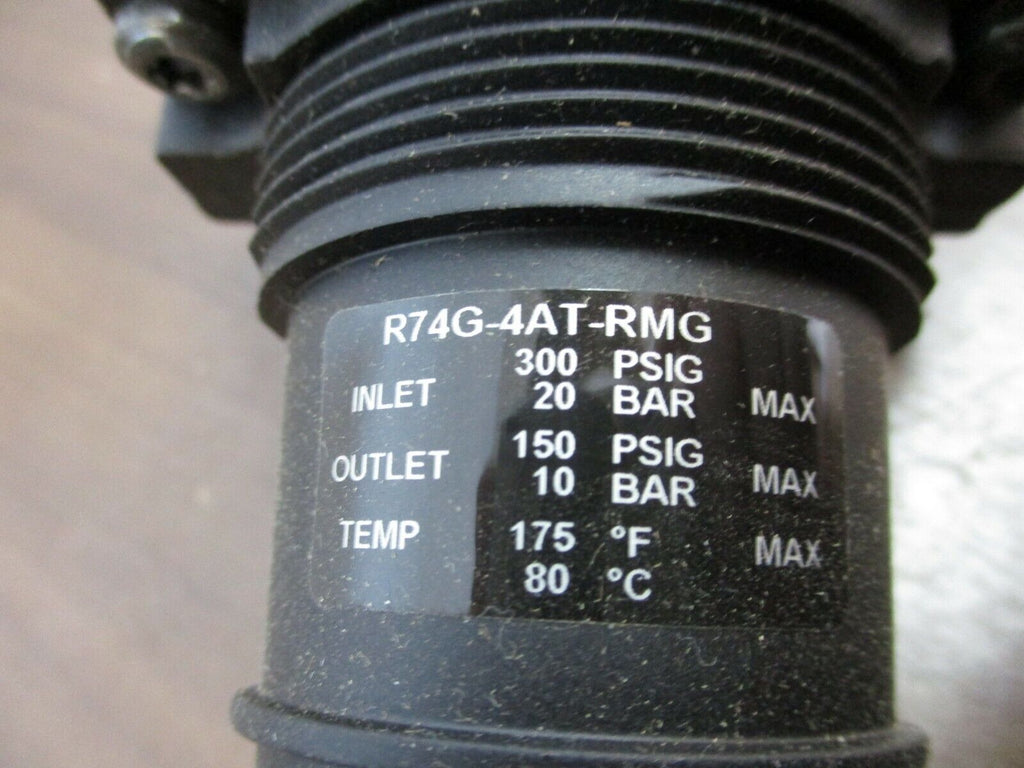 R74G-4AT-RMG
300 PSIG
INLET 20 BAR MAX
150 PSIG
OUTLET 10 BAR MAX
TEMP 175 °F MAX
80 °C